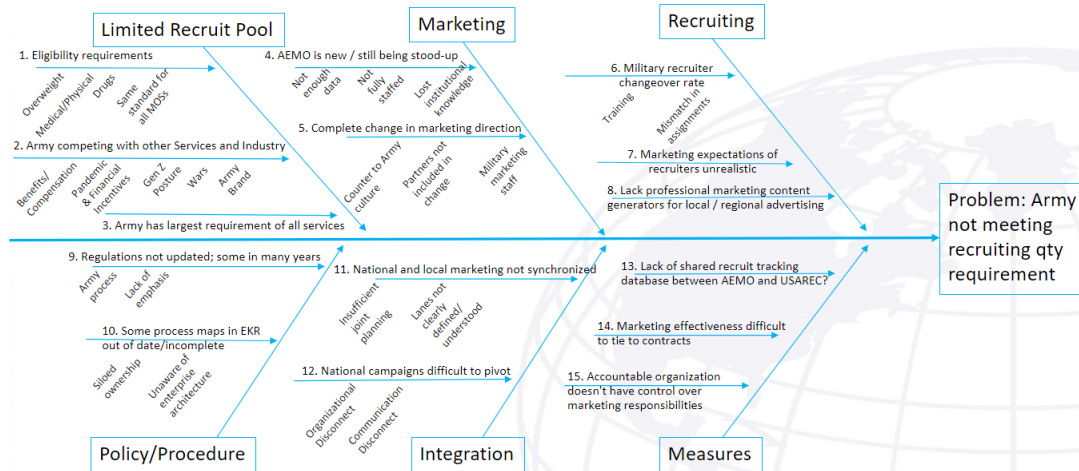 Limited Recruit Pool
1. Eligibility requirements
Overweight
Medical/Physical
Drugs
Same
standard for
all MOSs
2. Army competing with other Services and Industry
Benefits/
Compensation
Pandemic
& Financial
Incentives
Gen Z
Posture
Wars
Army
Brand
3. Army has largest requirement of all services
Marketing
4. AEMO is new / still being stood-up
Not
enough
data
Not
fully
staffed
Lost
institutional
knowledge
5. Complete change in marketing direction
Counter to Army
culture
Partners not
included in
change
Military
marketing
staff
Recruiting
6. Military recruiter
changeover rate
Training
Mismatch in
assignments
7. Marketing expectations of
recruiters unrealistic
8. Lack professional marketing content
generators for local / regional advertising
Problem: Army
not meeting
recruiting qty
requirement
9. Regulations not updated; some in many years
Army
process
Lack of
emphasis
10. Some process maps in EKR
out of date/incomplete
Siloed
ownership
Unaware of
enterprise
architecture
Policy/Procedure
11. National and local marketing not synchronized
Insufficient
joint
planning
Lanes not
clearly
defined/
understood
12. National campaigns difficult to pivot
Organizational
Disconnect
Communication
Disconnect
Integration
13. Lack of shared recruit tracking
database between AEMO and USAREC?
14. Marketing effectiveness difficult
to tie to contracts
15. Accountable organization
doesn't have control over
marketing responsibilities
Measures